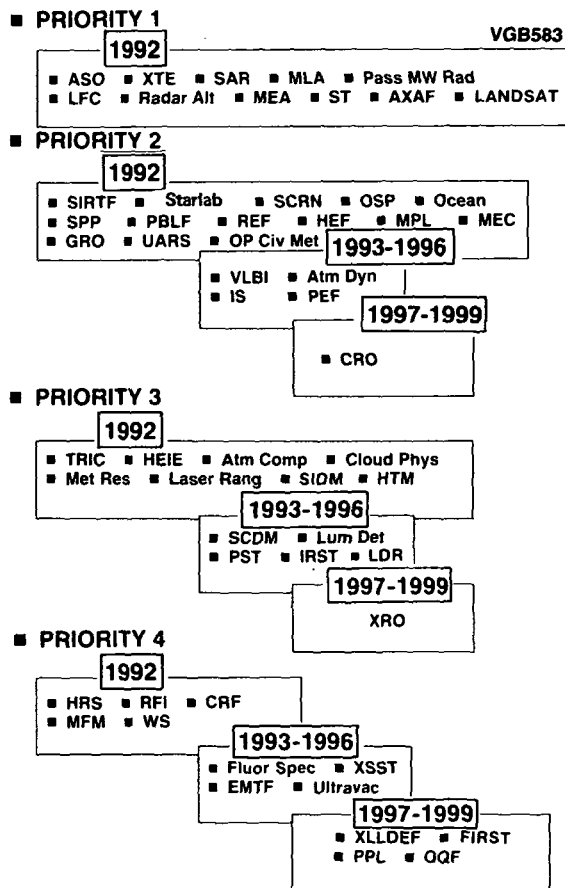 ■ PRIORITY 1
VGB583
1992
■ ASO ■ XTE ■ SAR ■ MLA ■ Pass MW Rad
■ LFC ■ Radar Alt ■ MEA ■ ST ■ AXAF ■ LANDSAT
■ PRIORITY 2
1992
■ SIRTF ■ Starlab ■ SCRN ■ OSP ■ Ocean
■ SPP ■ PBLF ■ REF ■ HEF ■ MPL ■ MEC
■ GRO ■ UARS ■ OP Civ Met
1993-1996
■ VLBI ■ Atm Dyn
■ IS ■ PEF
1997-1999
■ CRO
■ PRIORITY 3
1992
■ TRIC ■ HEIE ■ Atm Comp ■ Cloud Phys
■ Met Res ■ Laser Rang ■ SIDM ■ HTM
1993-1996
■ SCDM ■ Lum Det
■ PST ■ IRST ■ LDR
1997-1999
XRO
■ PRIORITY 4
1992
■ HRS ■ RFI ■ CRF
■ MFM ■ WS
1993-1996
■ Fluor Spec ■ XSST
■ EMTF ■ Ultravac
1997-1999
■ XLLDEF ■ FIRST
■ PPL ■ OQF